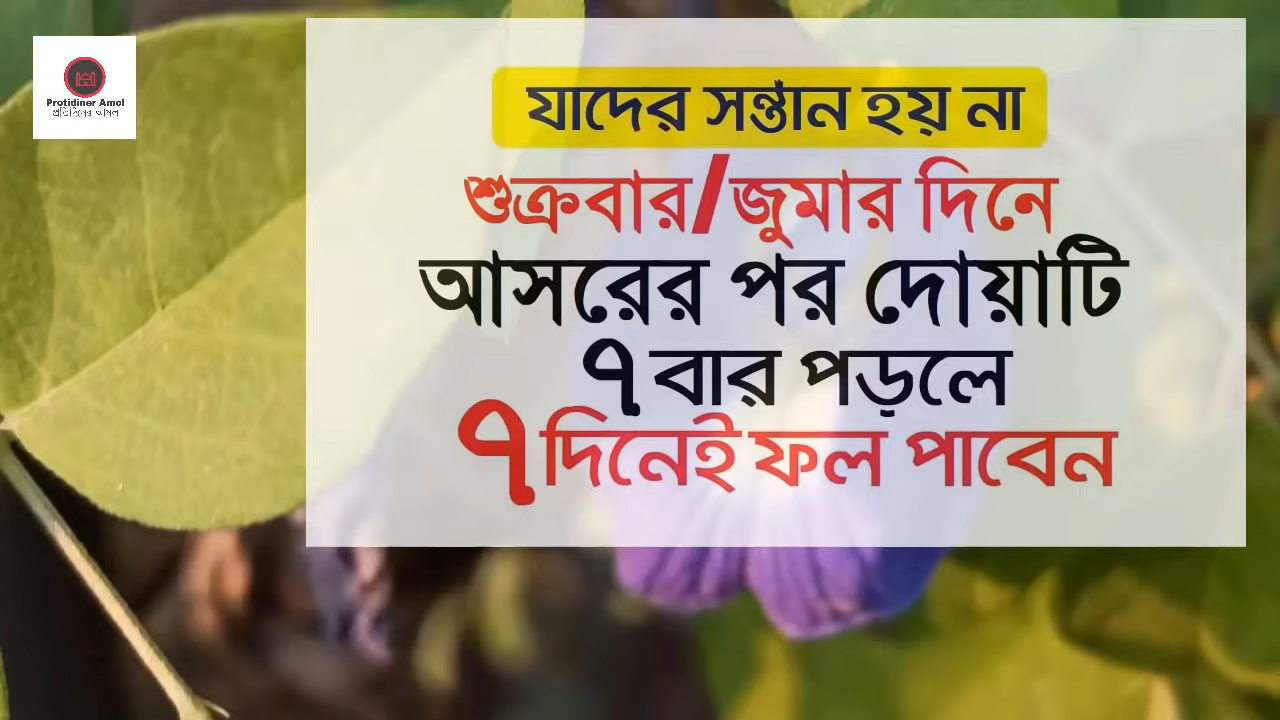 Protidiner Amol
প্রতিদিনের আমল
যাদের সন্তান হয় না
শুক্রবার/জুমার দিনে
আসরের পর দোয়াটি
৭ বার পড়লে
৭ দিনেই ফল পাবেন